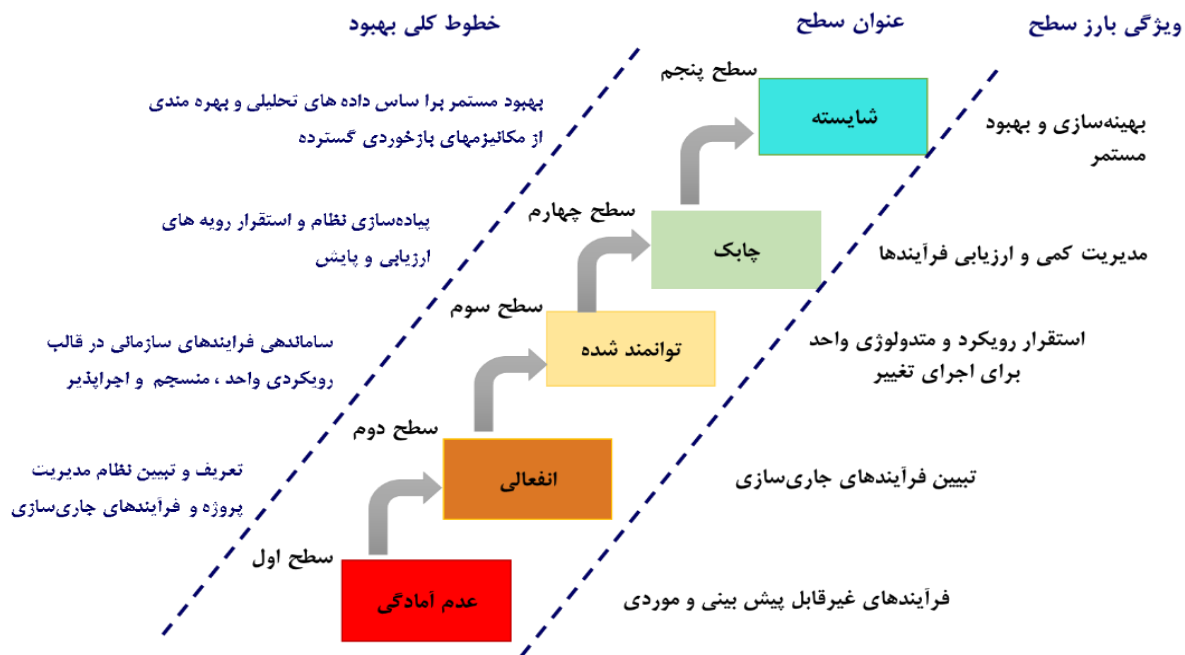 ویژگی بارز سطح
عنوان سطح
خطوط کلی بهبود
سطح پنجم
شایسته
بهینه‌سازی و بهبود
مستمر
بهبود مستمر برا ساس داده های تحلیلی و بهره مندی
از مکانیزمهای بازخوردی گسترده
سطح چهارم
چابک
مدیریت کمی و ارزیابی فرآیندها
پیاده‌سازی نظام و استقرار رویه های
ارزیابی و پایش
سطح سوم
توانمند شده
استقرار رویکرد و متدولوژی واحد
برای اجرای تغییر
ساماندهی فرایندهای سازمانی در قالب
رویکردی واحد ، منسجم و اجراپذیر
سطح دوم
انفعالی
تبیین فرآیندهای جاری‌سازی
تعریف و تبیین نظام مدیریت
پروژه و فرآیندهای جاری‌سازی
سطح اول
عدم آمادگی
فرآیندهای غیرقابل پیش بینی و موردی